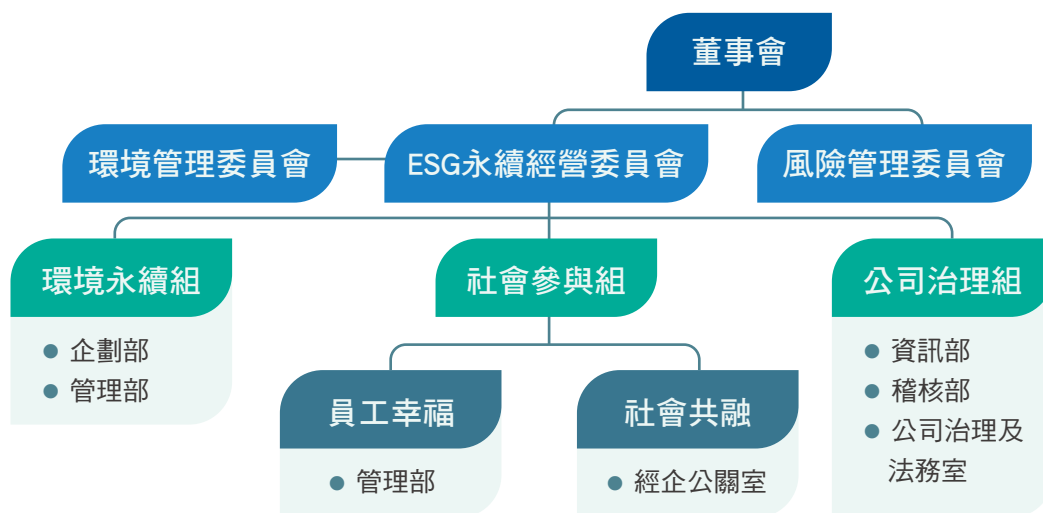 董事會
環境管理委員會
ESG永續經營委員會
風險管理委員會
環境永續組
企劃部
管理部
社會參與組
員工幸福
管理部
社會共融
經企公關室
公司治理組
資訊部
稽核部
公司治理及
法務室